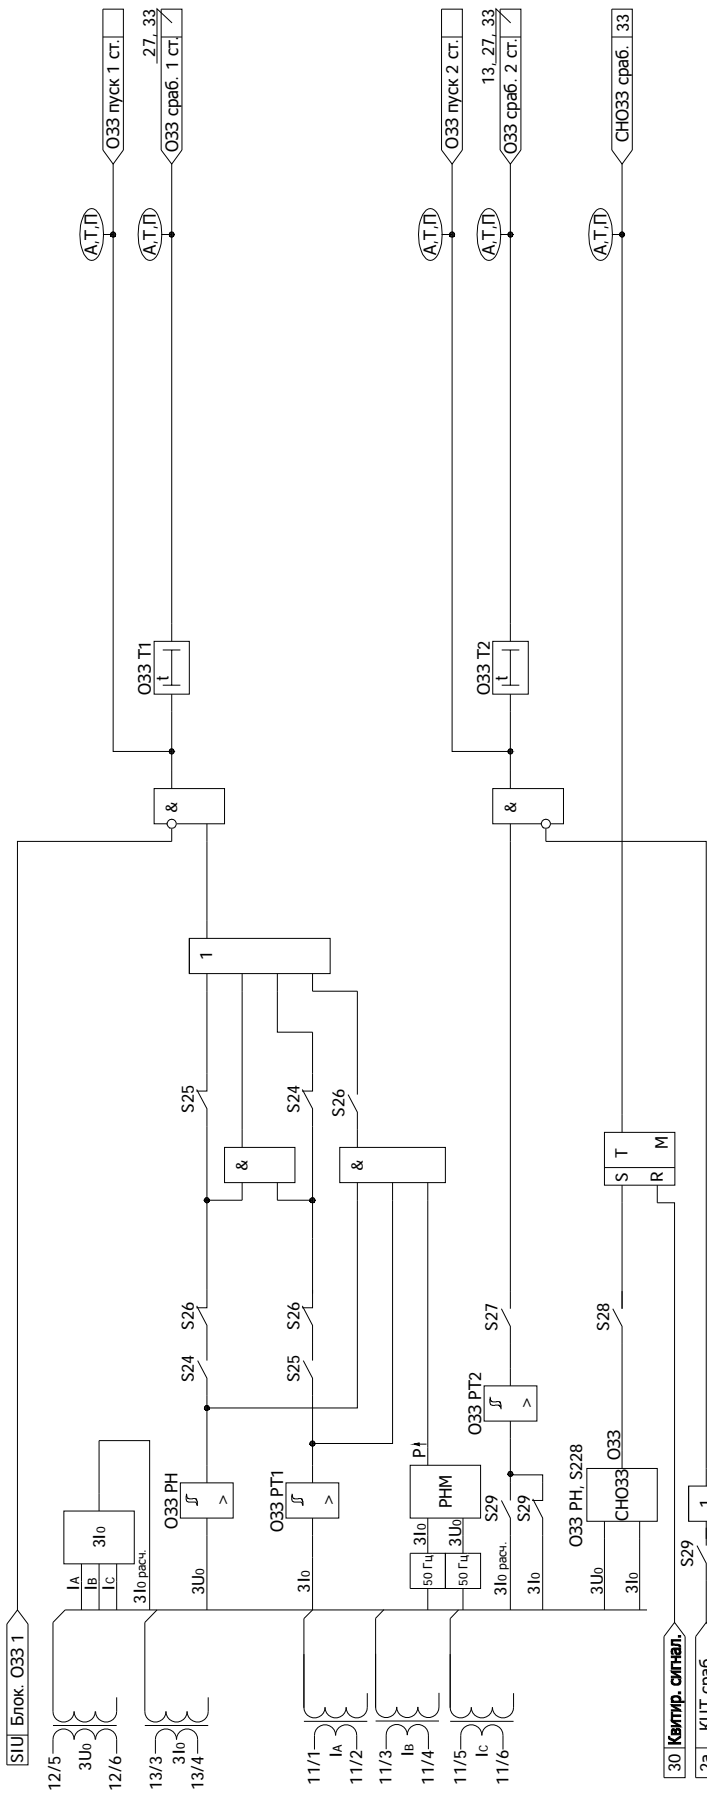 SIU Блок. ОЗЗ 1
12/5
3U0
12/6
13/3
3I0
13/4
11/1
IA
11/2
11/3
IB
11/4
11/5
IC
11/6
30 Квитир. сигнал.
IA
IB
IC
3I0
3I0 расч.
3U0
ОЗЗ РН
>
3I0
ОЗЗ РТ1
>
3I0
3U0
50 Гц
50 Гц
РНМ
P
3I0 расч.
3I0
S29
S29
ОЗЗ РТ2
>
S27
3U0
3I0
ОЗЗ РН, S228
СНОЗЗ
ОЗЗ
S28
S29
1
S24
S26
S25
S26
&
&
S25
S24
S26
1
S T
R M
&
&
ОЗЗ Т1
t
ОЗЗ Т2
t
А,Т,П
А,Т,П
А,Т,П
А,Т,П
А,Т,П
ОЗЗ пуск 1 ст.
ОЗЗ сраб. 1 ст.
27, 33
ОЗЗ пуск 2 ст.
ОЗЗ сраб. 2 ст.
13, 27, 33
СНОЗЗ сраб. 33